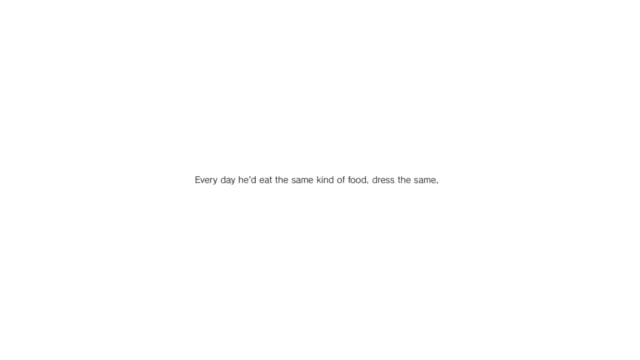 Every day he'd eat the same kind of food, dress the same,